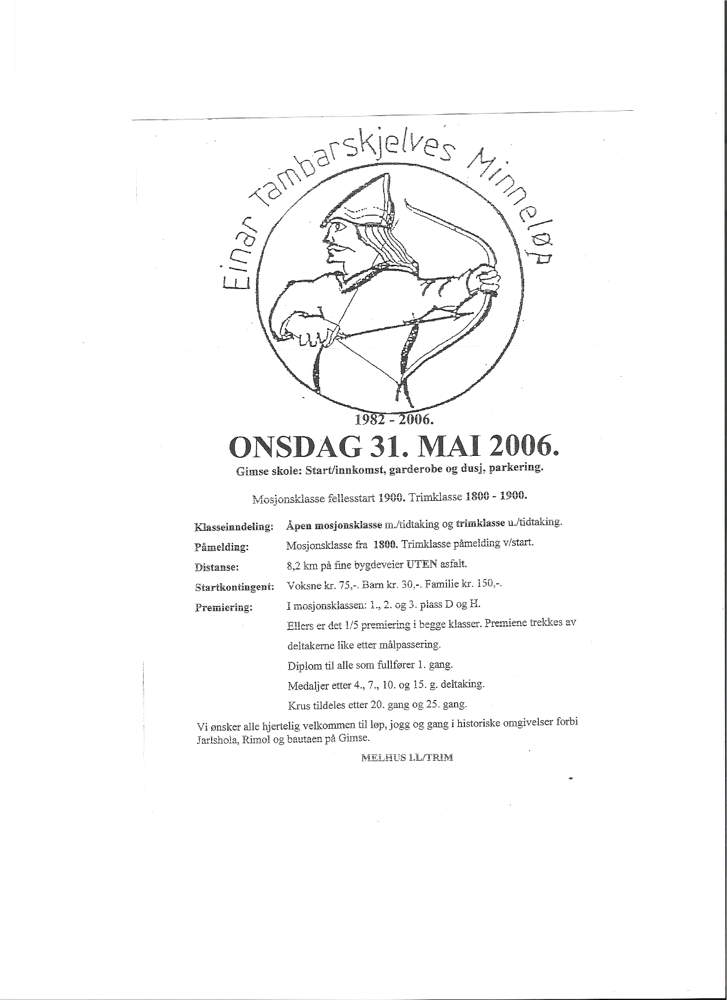 Einar Tambarskjelves Minneløp
1982 - 2006.
ONSDAG 31. MAI 2006.
Gimse skole: Start/innkomst, garderobe og dusj, parkering.
Mosjonsklasse fellesstart 1900. Trimklasse 1800 - 1900.
Klasseinndeling: Åpen mosjonsklasse m./tidtaking og trimklasse u./tidtaking.
Påmelding: Mosjonsklasse fra 1800. Trimklasse påmelding v/start.
Distanse: 8,2 km på fine bygdeveier UTEN asfalt.
Startkontingent: Voksne kr. 75,-. Barn kr. 30,-. Familie kr. 150,-.
Premiering: I mosjonsklassen: 1., 2. og 3. plass D og H.
Ellers er det 1/5 premiering i begge klasser. Premiene trekkes av
deltakerne like etter målpassering.
Diplom til alle som fullfører 1. gang.
Medaljer etter 4., 7., 10. og 15. g. deltaking.
Krus tildeles etter 20. gang og 25. gang.
Vi ønsker alle hjertelig velkommen til løp, jogg og gang i historiske omgivelser forbi
Jarlshola, Rimol og bautaen på Gimse.
MELHUS I.L/TRIM